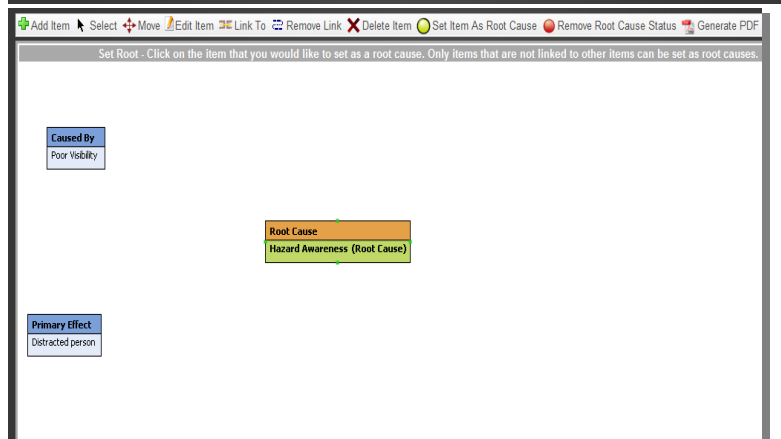 Add Item Select Move Edit Item Link To Remove Link Delete Item Set Item As Root Cause Remove Root Cause Status Generate PDF
Set Root - Click on the item that you would like to set as a root cause. Only items that are not linked to other items can be set as root causes.
Caused By
Poor Visibility
Root Cause
Hazard Awareness (Root Cause)
Primary Effect
Distracted person